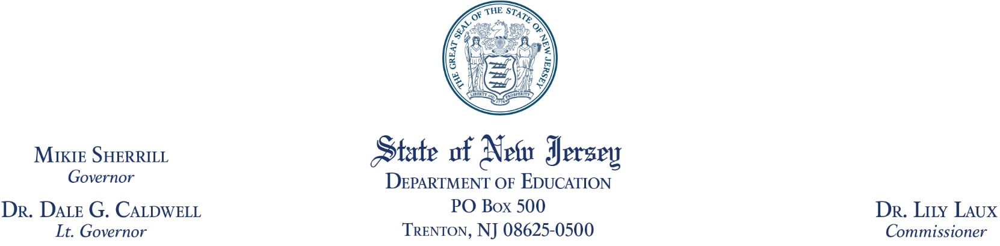 THE GREAT SEAL OF THE STATE OF NEW JERSEY
LIBERTY AND PROSPERITY
1776
MIKIE SHERRILL
Governor
DR. DALE G. CALDWELL
Lt. Governor
State of New Jersey
DEPARTMENT OF EDUCATION
PO BOX 500
TRENTON, NJ 08625-0500
DR. LILY LAUX
Commissioner